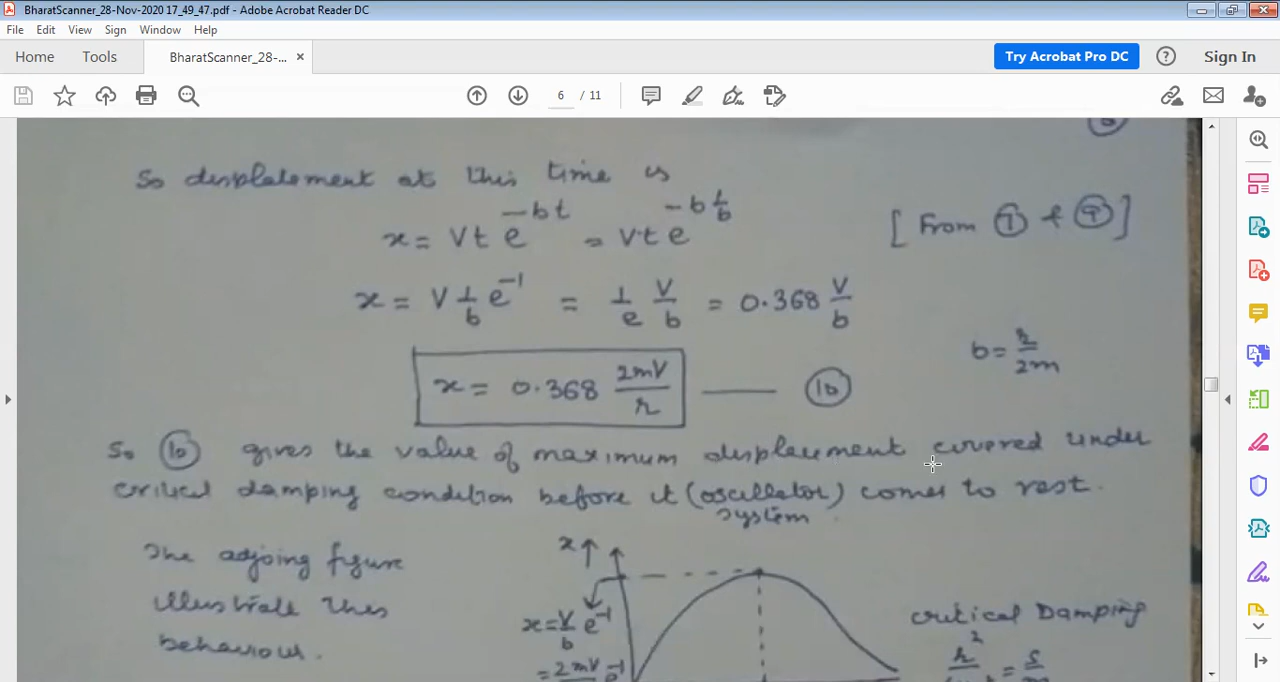 BharatScanner_28-Nov-2020 17_49_47.pdf - Adobe Acrobat Reader DC
File Edit View Sign Window Help
Home Tools BharatScanner_28-... × Try Acrobat Pro DC Sign In
6 / 11
So displacement at this time is
x = Vt e^{-bt} = Vt e^{-b 1/b} [From ⑦ & ⑨]
x = V 1/b e^{-1} = 1/e V/b = 0.368 V/b
b = r/2m
x = 0.368 2mV/r —— ⑩
So ⑩ gives the value of maximum displacement covered under
critical damping condition before it (oscillator) comes to rest.
system
The adjoing figure
illustrate this
behaviour.
x ↑
x = V/b e^{-1}
= 2mV e^{-1}
critical Damping